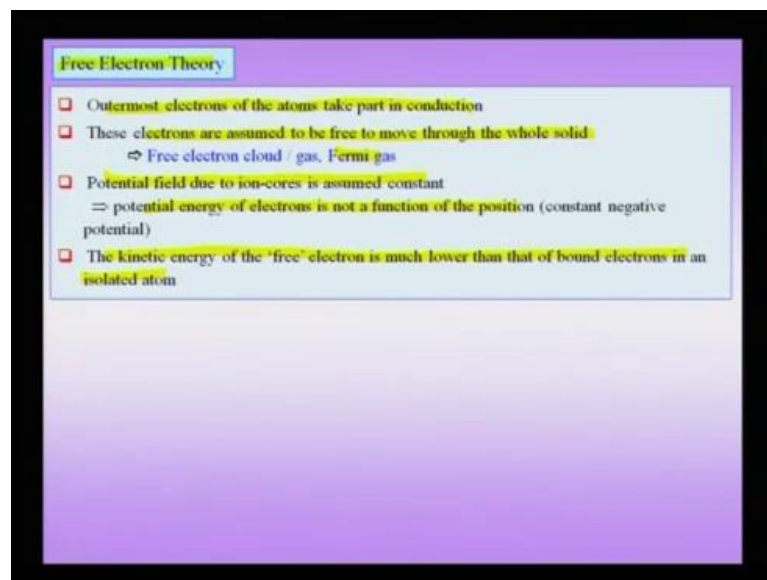 Free Electron Theory
❑ Outermost electrons of the atoms take part in conduction
❑ These electrons are assumed to be free to move through the whole solid
⇨ Free electron cloud / gas, Fermi gas
❑ Potential field due to ion-cores is assumed constant
⇒ potential energy of electrons is not a function of the position (constant negative
potential)
❑ The kinetic energy of the ‘free’ electron is much lower than that of bound electrons in an
isolated atom